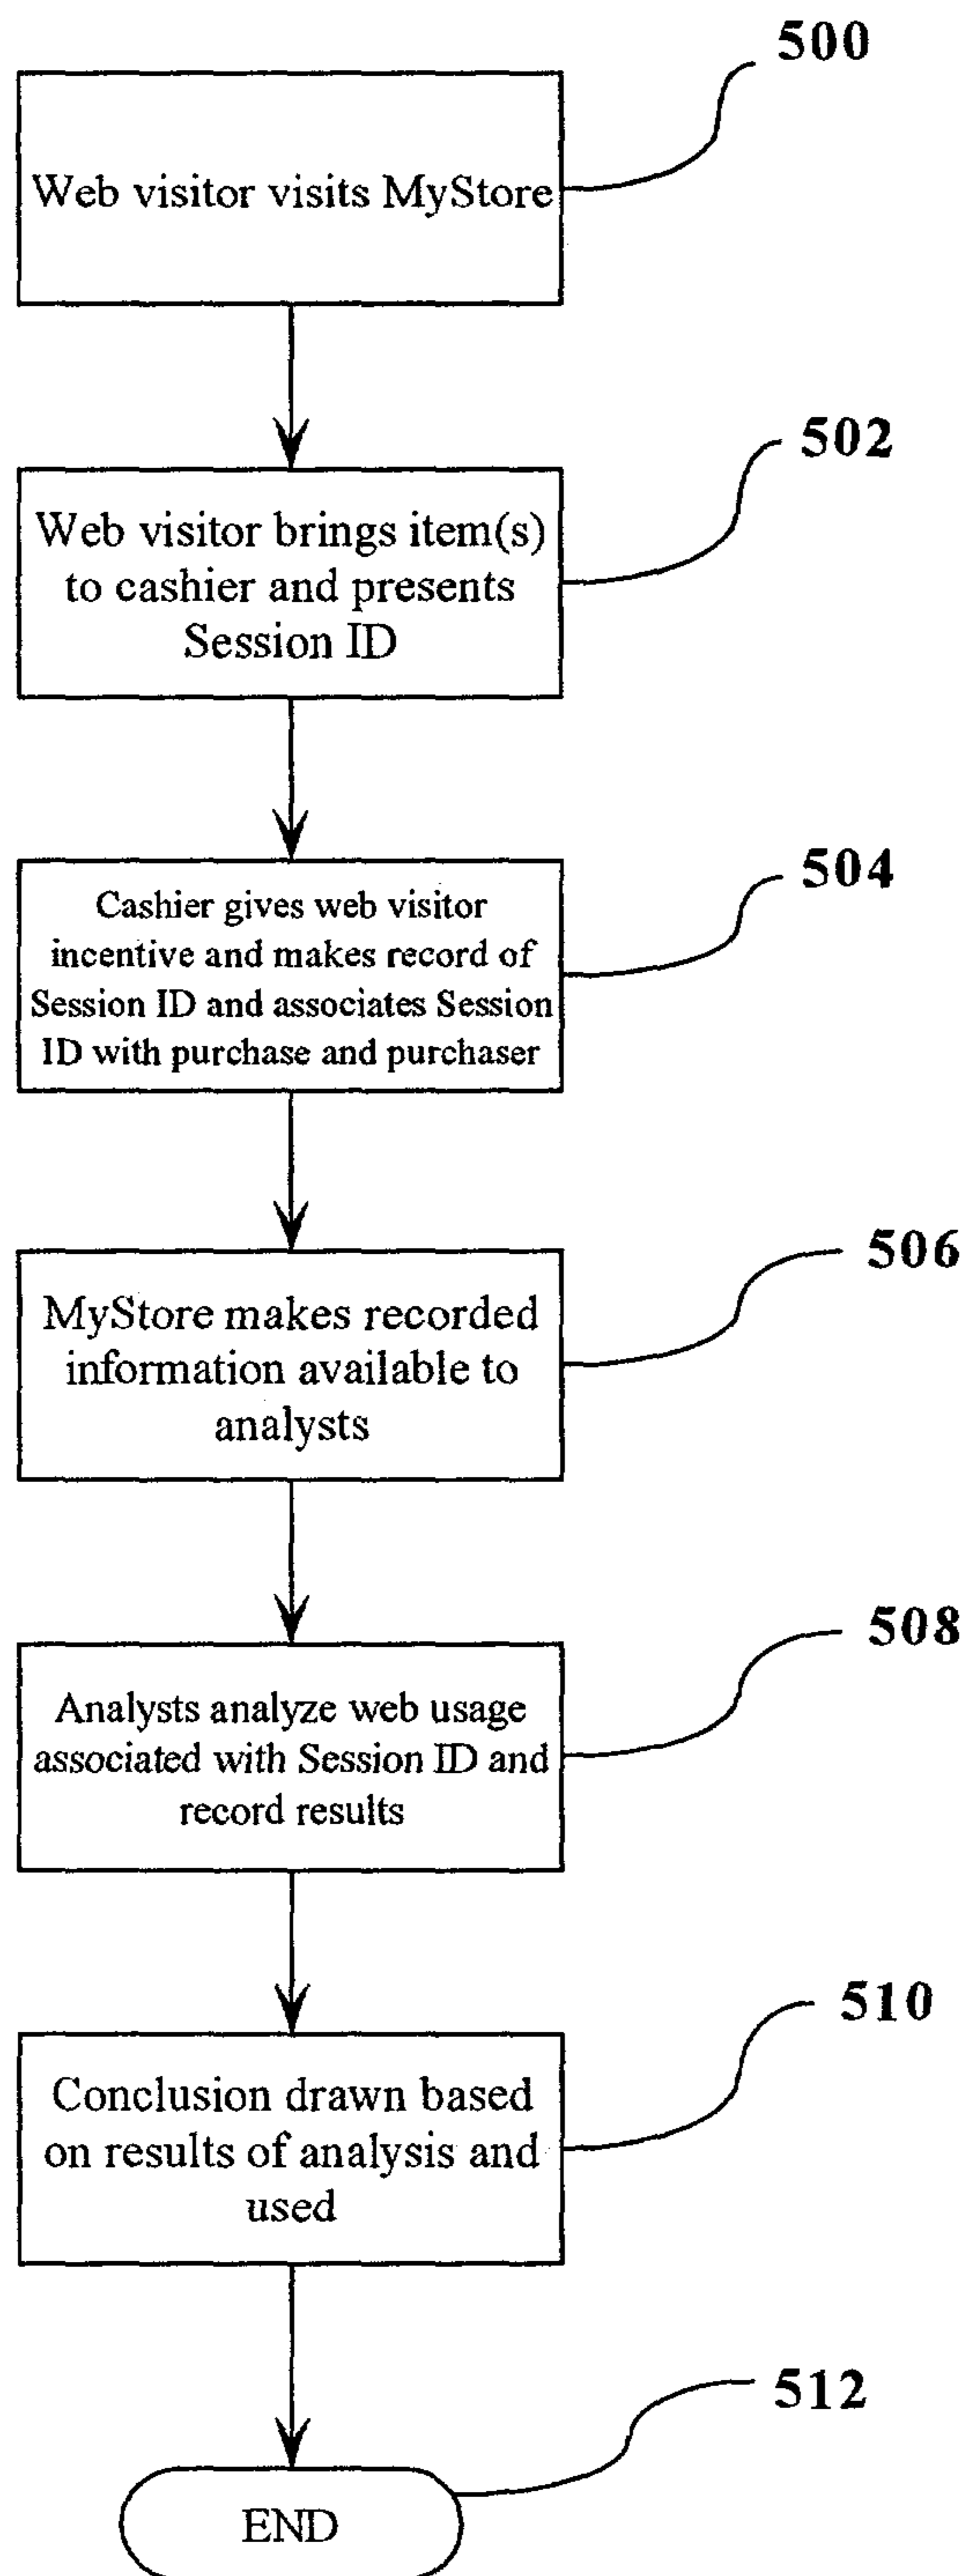 500
Web visitor visits MyStore
502
Web visitor brings item(s)
to cashier and presents
Session ID
504
Cashier gives web visitor
incentive and makes record of
Session ID and associates Session
ID with purchase and purchaser
506
MyStore makes recorded
information available to
analysts
508
Analysts analyze web usage
associated with Session ID and
record results
510
Conclusion drawn based
on results of analysis and
used
512
END